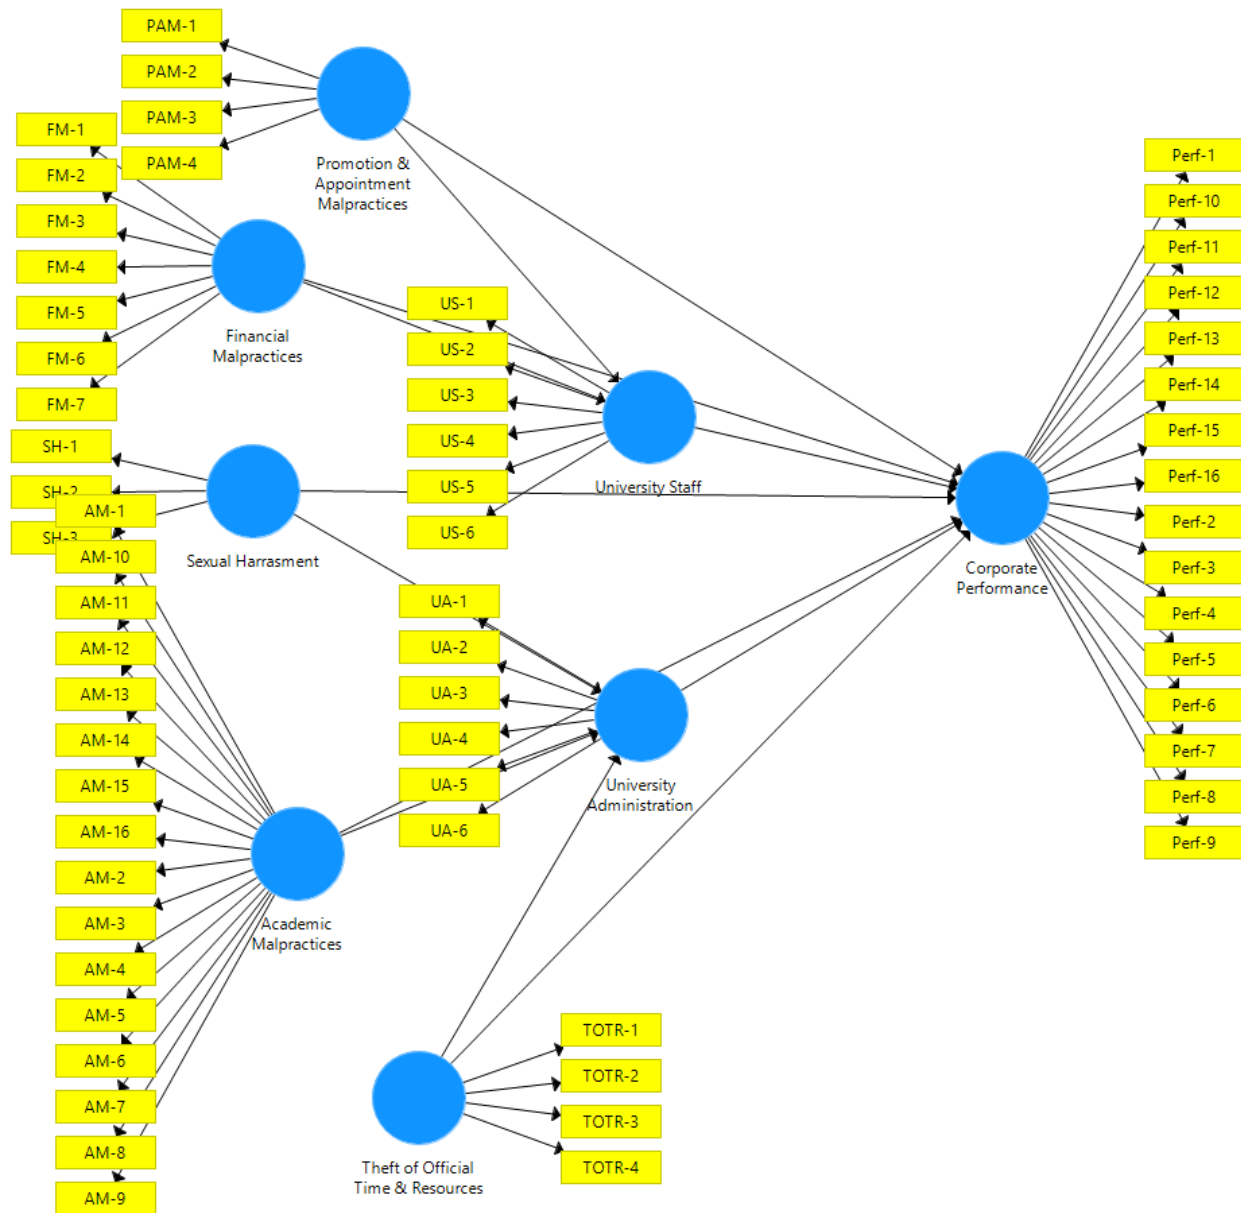 PAM-1
PAM-2
PAM-3
PAM-4
Promotion &
Appointment
Malpractices
FM-1
FM-2
FM-3
FM-4
FM-5
FM-6
FM-7
Financial
Malpractices
US-1
US-2
US-3
US-4
US-5
US-6
University Staff
SH-1
SH-2
SH-3
Sexual Harrasment
AM-1
AM-10
AM-11
AM-12
AM-13
AM-14
AM-15
AM-16
AM-2
AM-3
AM-4
AM-5
AM-6
AM-7
AM-8
AM-9
Academic
Malpractices
UA-1
UA-2
UA-3
UA-4
UA-5
UA-6
University
Administration
TOTR-1
TOTR-2
TOTR-3
TOTR-4
Theft of Official
Time & Resources
Corporate
Performance
Perf-1
Perf-10
Perf-11
Perf-12
Perf-13
Perf-14
Perf-15
Perf-16
Perf-2
Perf-3
Perf-4
Perf-5
Perf-6
Perf-7
Perf-8
Perf-9